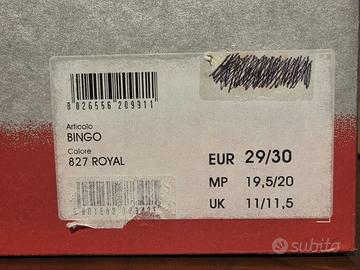 8 026556 209911
Articolo
BINGO
Colore
827 ROYAL
EUR 29/30
MP 19,5/20
UK 11/11,5
subito